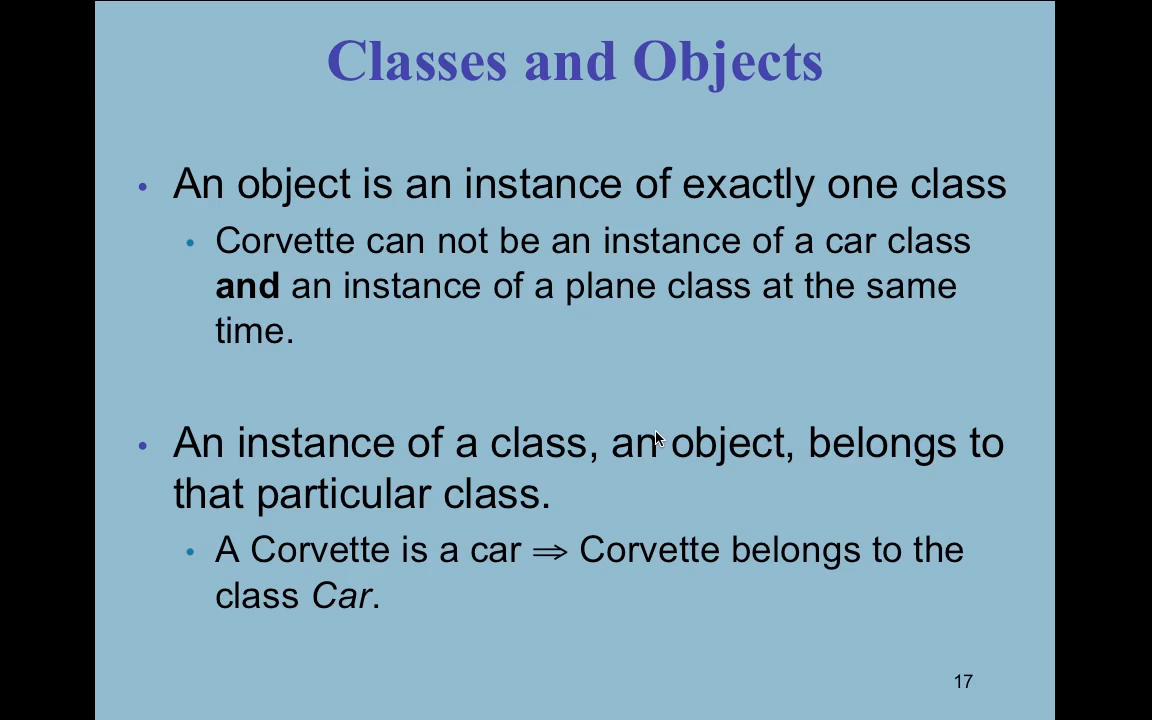 Classes and Objects
• An object is an instance of exactly one class
• Corvette can not be an instance of a car class
and an instance of a plane class at the same
time.
• An instance of a class, an object, belongs to
that particular class.
• A Corvette is a car ⇒ Corvette belongs to the
class Car.
17